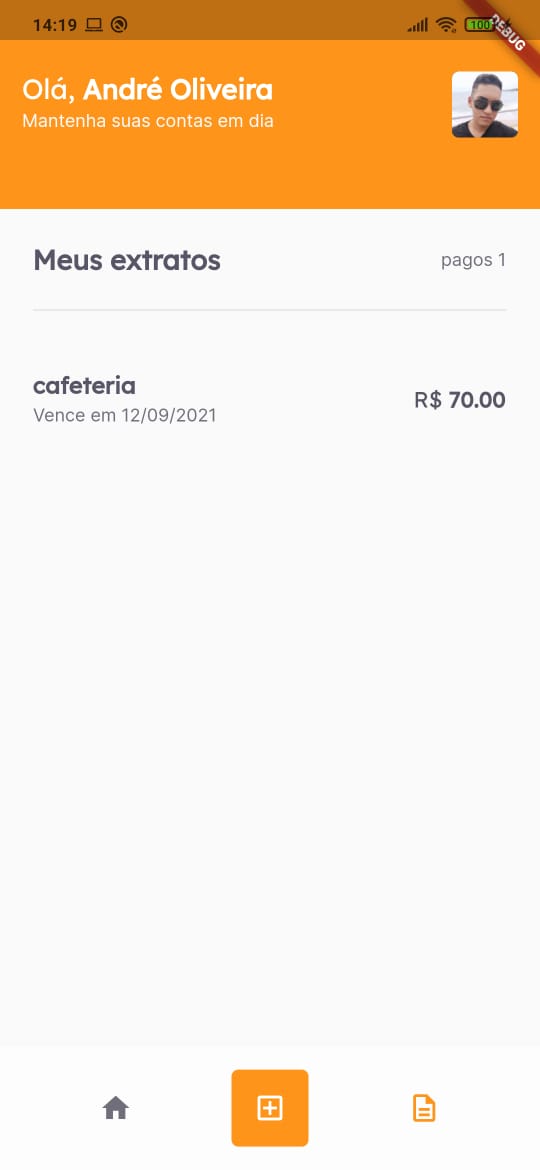 14:19
100
DEBUG
Olá, André Oliveira
Mantenha suas contas em dia
Meus extratos
pagos 1
cafeteria
Vence em 12/09/2021
R$ 70.00